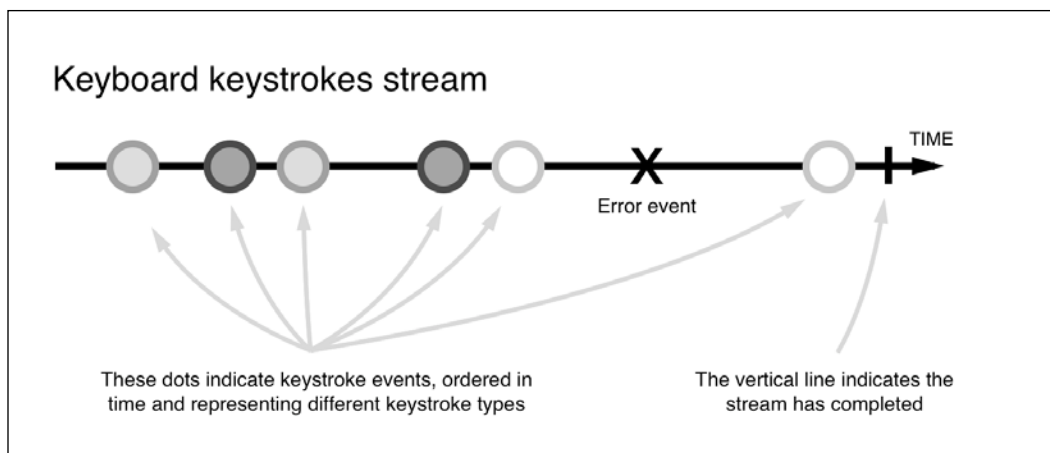 Keyboard keystrokes stream
TIME
Error event
These dots indicate keystroke events, ordered in
time and representing different keystroke types
The vertical line indicates the
stream has completed